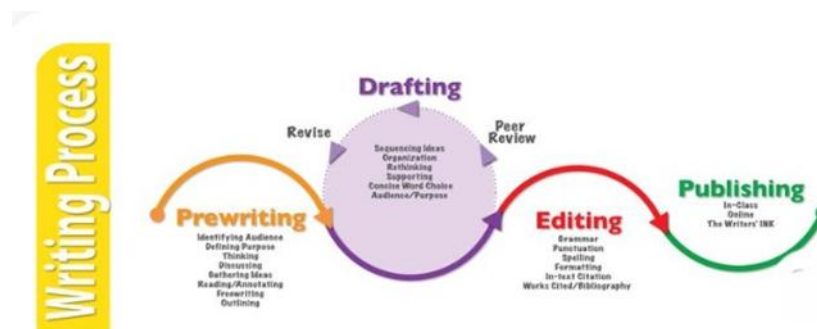 Writing Process
Prewriting
Identifying Audience
Defining Purpose
Thinking
Discussing
Gathering Ideas
Reading/Annotating
Freewriting
Outlining
Drafting
Revise
Peer
Review
Sequencing Ideas
Organization
Rethinking
Supporting
Concise Word Choice
Audience/Purpose
Editing
Grammar
Punctuation
Spelling
Formatting
In-text Citation
Works Cited/Bibliography
Publishing
In-Class
Online
The Writers' INK